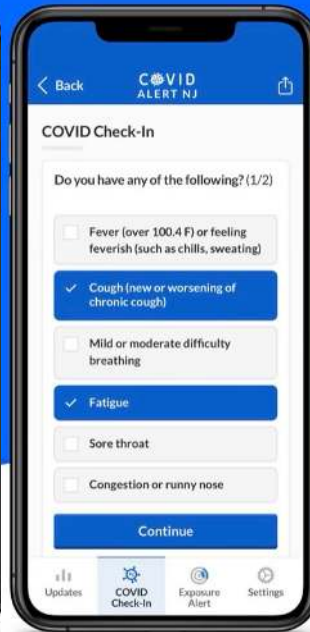 Back
COVID
ALERT NJ
COVID Check-In
Do you have any of the following? (1/2)
Fever (over 100.4 F) or feeling
feverish (such as chills, sweating)
Cough (new or worsening of
chronic cough)
Mild or moderate difficulty
breathing
Fatigue
Sore throat
Congestion or runny nose
Continue
Updates
COVID
Check-In
Exposure
Alert
Settings